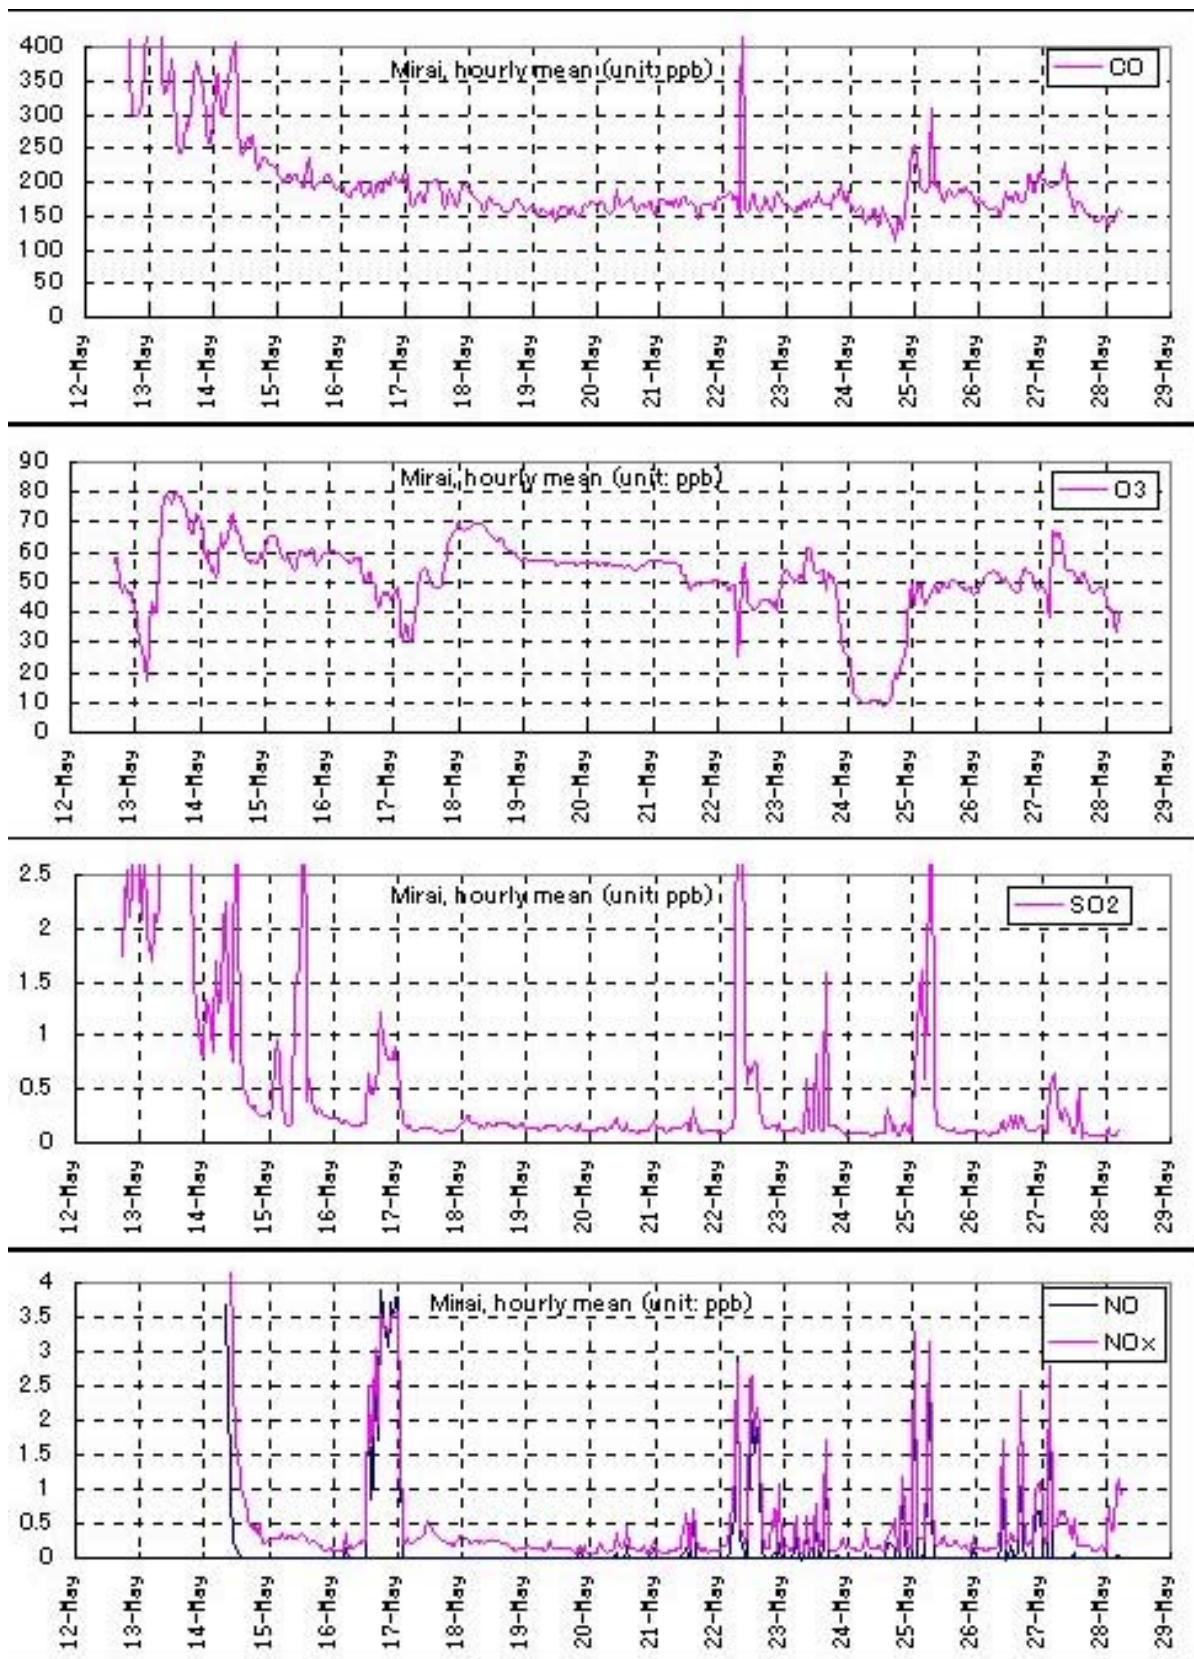 Mirai, hourly mean (unit: ppb)
CO
400
350
300
250
200
150
100
50
0
12-May
13-May
14-May
15-May
16-May
17-May
18-May
19-May
20-May
21-May
22-May
23-May
24-May
25-May
26-May
27-May
28-May
29-May
Mirai, hourly mean (unit: ppb)
O3
90
80
70
60
50
40
30
20
10
0
12-May
13-May
14-May
15-May
16-May
17-May
18-May
19-May
20-May
21-May
22-May
23-May
24-May
25-May
26-May
27-May
28-May
29-May
Mirai, hourly mean (unit: ppb)
SO2
2.5
2
1.5
1
0.5
0
12-May
13-May
14-May
15-May
16-May
17-May
18-May
19-May
20-May
21-May
22-May
23-May
24-May
25-May
26-May
27-May
28-May
29-May
Mirai, hourly mean (unit: ppb)
NO
NOx
4
3.5
3
2.5
2
1.5
1
0.5
0
12-May
13-May
14-May
15-May
16-May
17-May
18-May
19-May
20-May
21-May
22-May
23-May
24-May
25-May
26-May
27-May
28-May
29-May